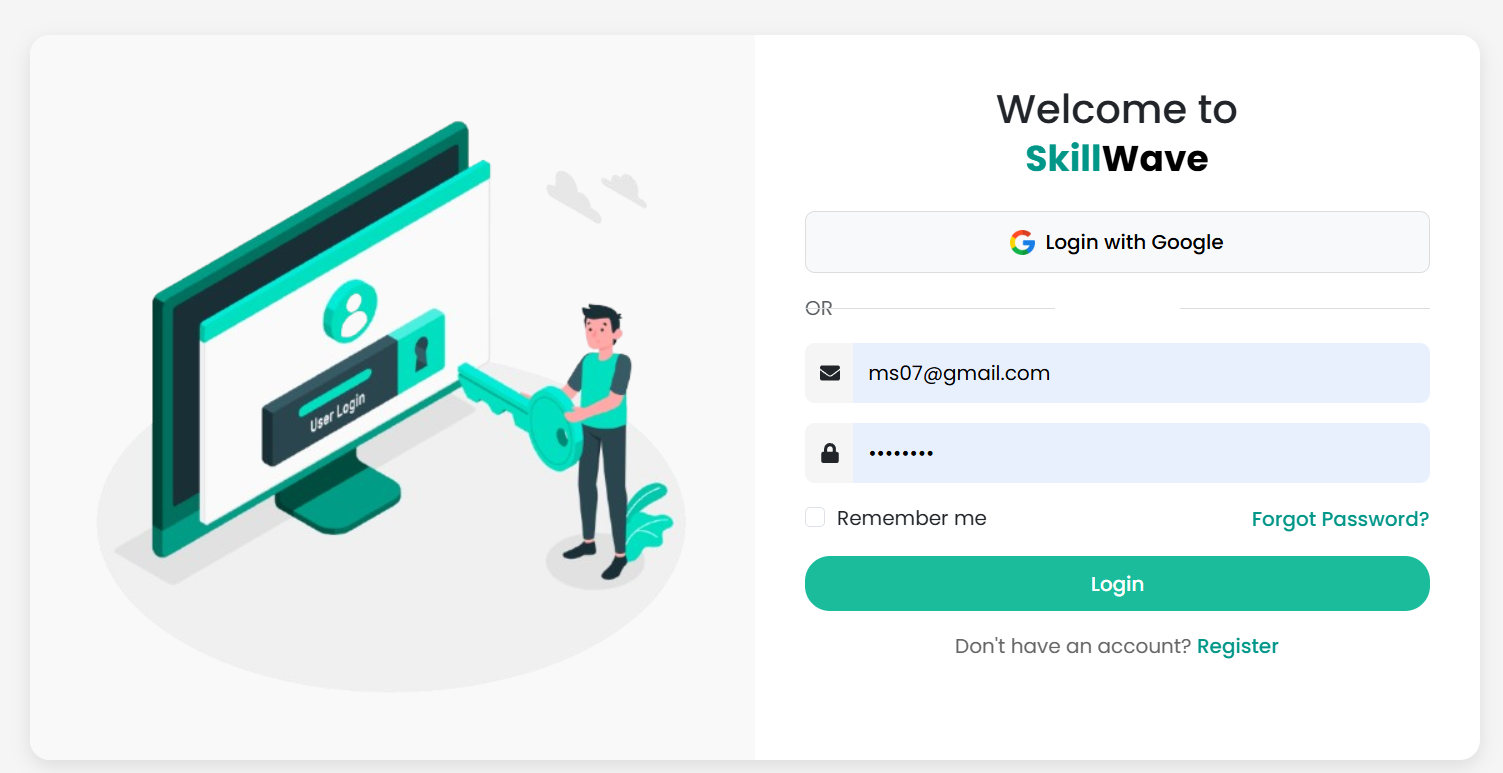 Welcome to
SkillWave
Login with Google
OR
ms07@gmail.com
••••••••
Remember me
Forgot Password?
Login
Don't have an account? Register
User Login